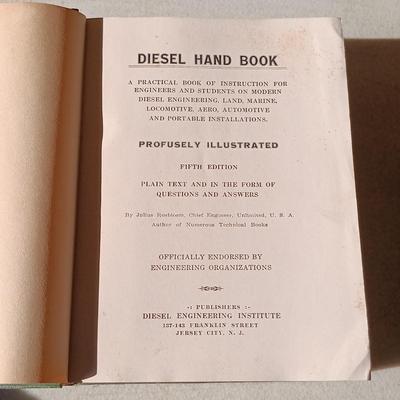 DIESEL HAND BOOK
A PRACTICAL BOOK OF INSTRUCTION FOR
ENGINEERS AND STUDENTS ON MODERN
DIESEL ENGINEERING, LAND, MARINE,
LOCOMOTIVE, AERO, AUTOMOTIVE
AND PORTABLE INSTALLATIONS.
PROFUSELY ILLUSTRATED
FIFTH EDITION
PLAIN TEXT AND IN THE FORM OF
QUESTIONS AND ANSWERS
By Julius Rosbloom, Chief Engineer, Unlimited, U. S. A.
Author of Numerous Technical Books
OFFICIALLY ENDORSED BY
ENGINEERING ORGANIZATIONS
-: PUBLISHERS :-
DIESEL ENGINEERING INSTITUTE
137-143 FRANKLIN STREET
JERSEY CITY, N. J.